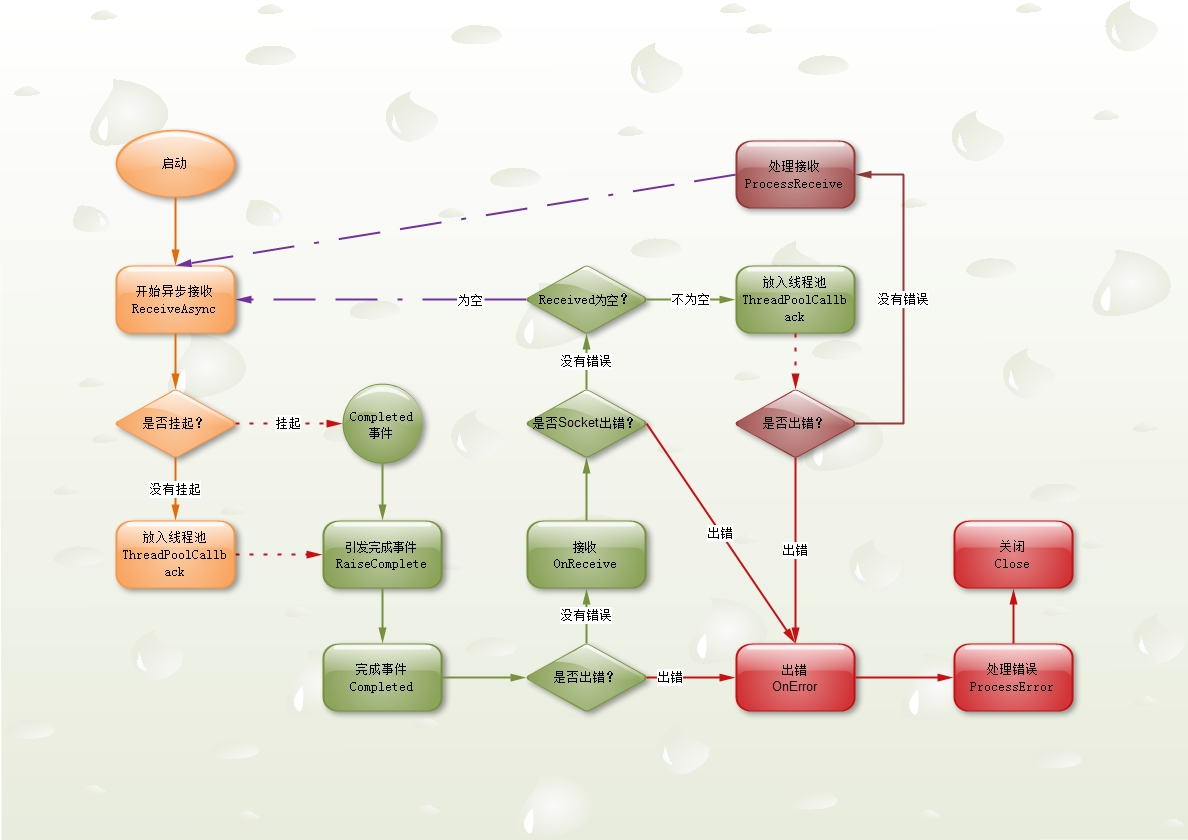 启动
处理接收
ProcessReceive
开始异步接收
ReceiveAsync
为空
Received为空?
不为空
放入线程池
ThreadPoolCallb
ack
没有错误
没有错误
是否挂起?
挂起
Completed
事件
是否Socket出错?
是否出错?
没有挂起
放入线程池
ThreadPoolCallb
ack
引发完成事件
RaiseComplete
接收
OnReceive
出错
出错
关闭
Close
没有错误
完成事件
Completed
是否出错?
出错
出错
OnError
处理错误
ProcessError